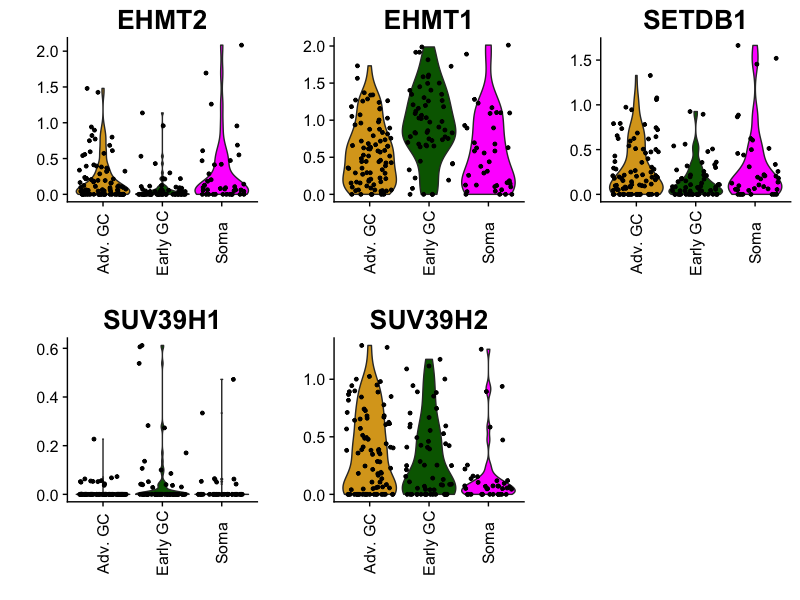 EHMT2
EHMT1
SETDB1
2.0
1.5
1.0
0.5
0.0
2.0
1.5
1.0
0.5
0.0
1.5
1.0
0.5
0.0
Adv. GC
Early GC
Soma
Adv. GC
Early GC
Soma
Adv. GC
Early GC
Soma
SUV39H1
SUV39H2
0.6
0.4
0.2
0.0
1.0
0.5
0.0
Adv. GC
Early GC
Soma
Adv. GC
Early GC
Soma